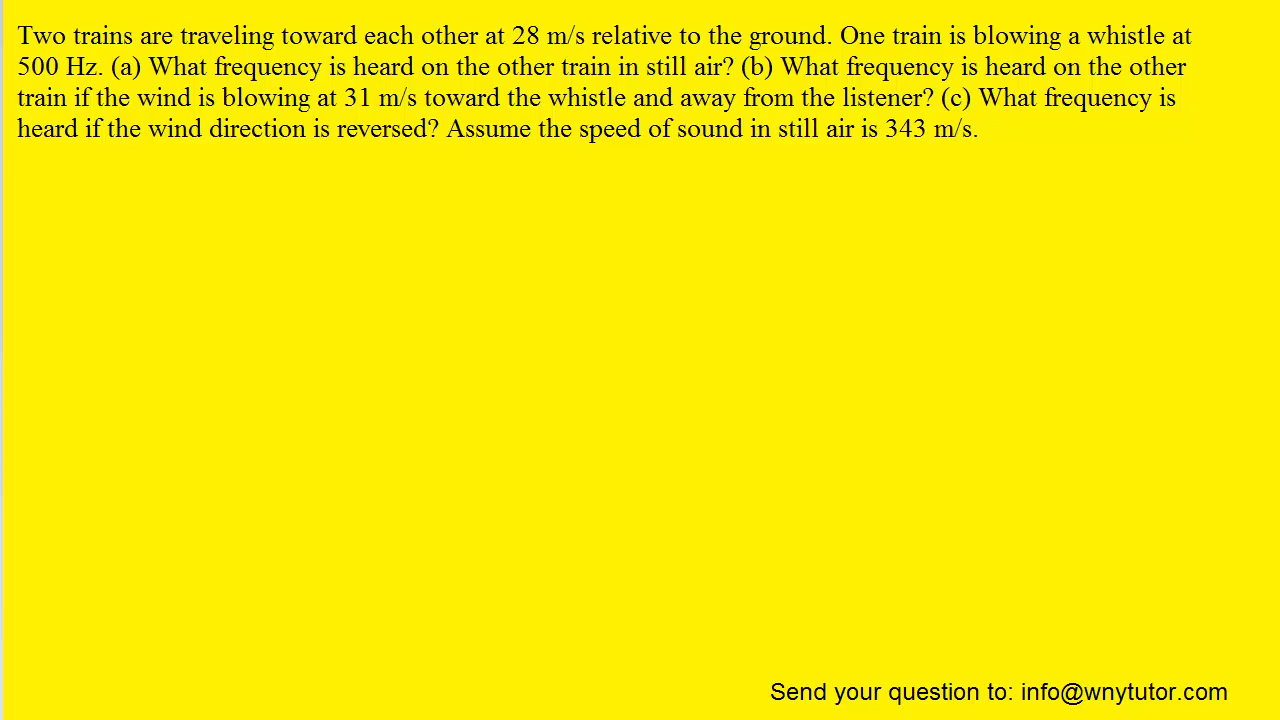 Two trains are traveling toward each other at 28 m/s relative to the ground. One train is blowing a whistle at
500 Hz. (a) What frequency is heard on the other train in still air? (b) What frequency is heard on the other
train if the wind is blowing at 31 m/s toward the whistle and away from the listener? (c) What frequency is
heard if the wind direction is reversed? Assume the speed of sound in still air is 343 m/s.
Send your question to: info@wnytutor.com